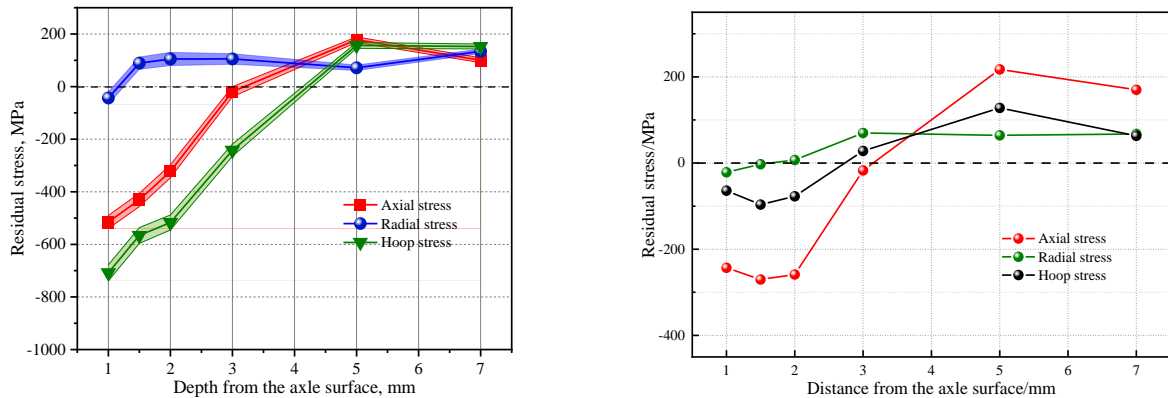 200
0
-200
-400
-600
-800
-1000
Residual stress, MPa
Axial stress
Radial stress
Hoop stress
1 2 3 4 5 6 7
Depth from the axle surface, mm
200
0
-200
-400
Residual stress/MPa
Axial stress
Radial stress
Hoop stress
1 2 3 4 5 6 7
Distance from the axle surface/mm